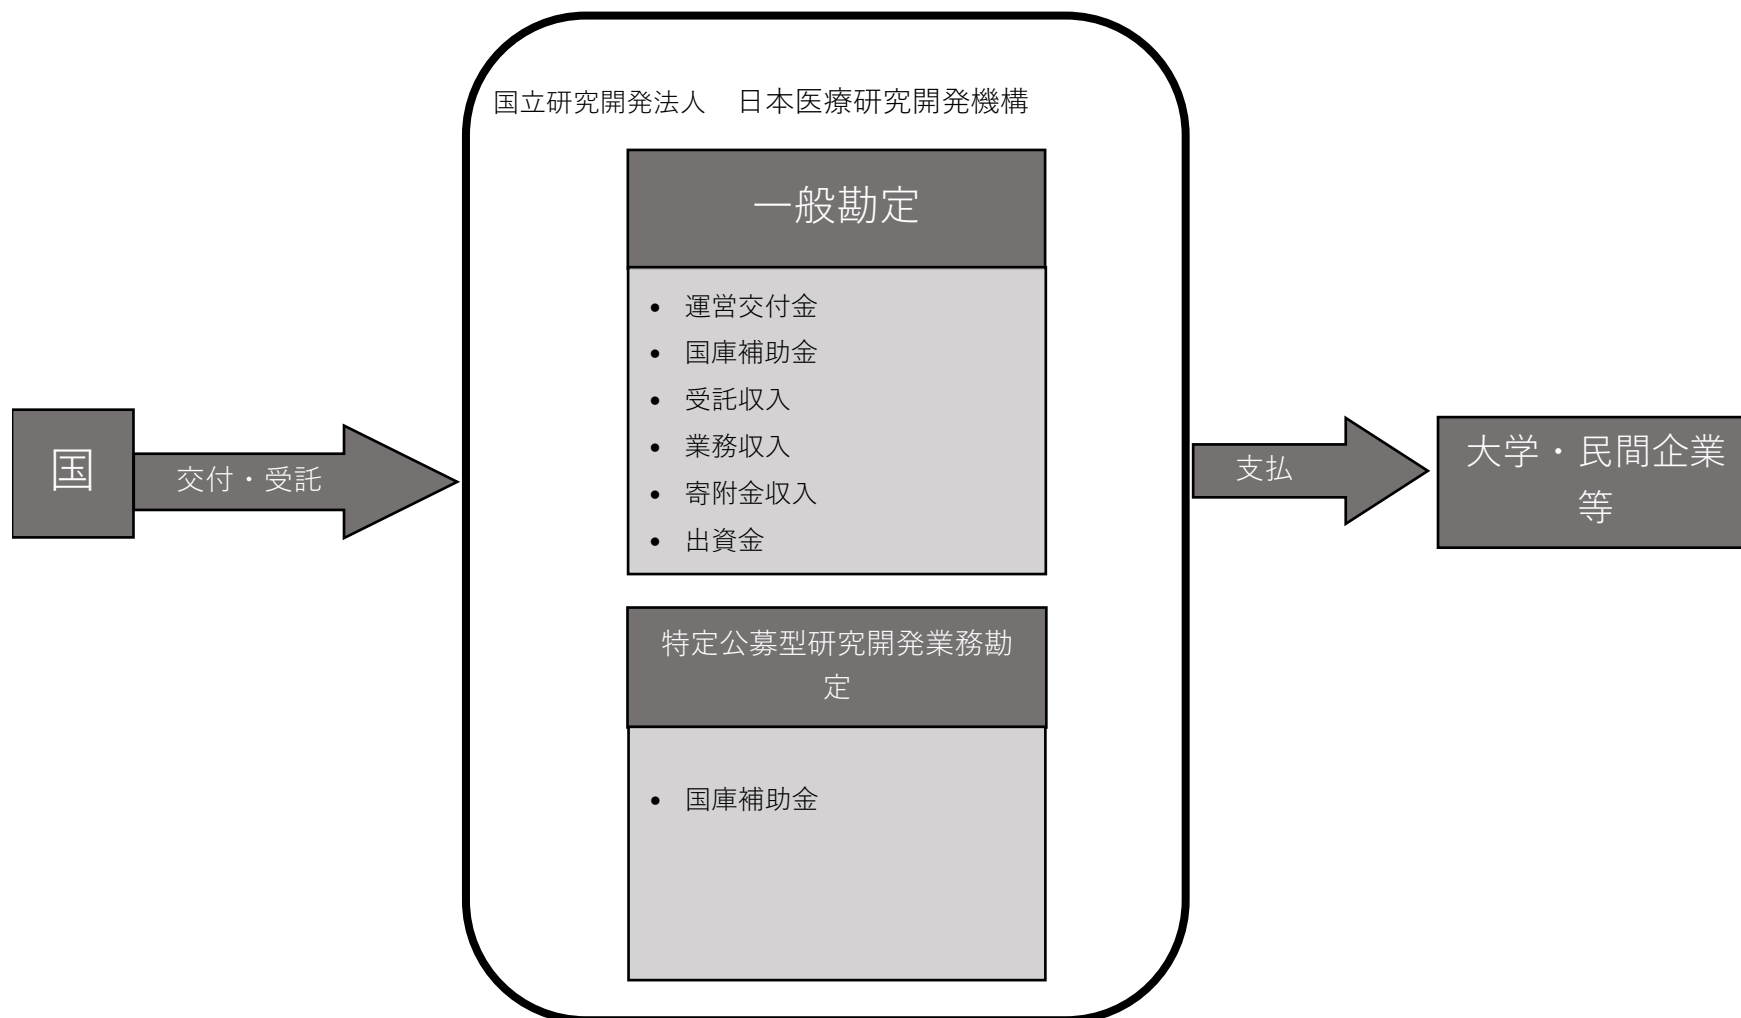 国立研究開発法人　日本医療研究開発機構
一般勘定
• 運営交付金
• 国庫補助金
• 受託収入
• 業務収入
• 寄附金収入
• 出資金
国
交付・受託
支払
大学・民間企業
等
特定公募型研究開発業務勘
定
• 国庫補助金